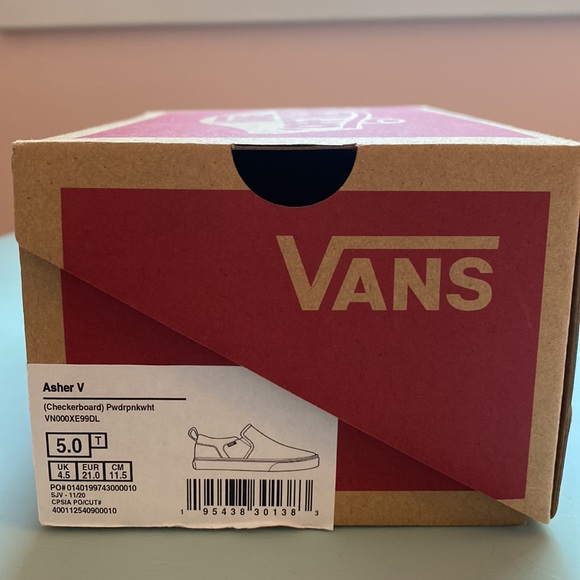 VANS
Asher V
(Checkerboard) Pwdrpnkwht
VN000XE99DL
5.0 T
UK EUR CM
4.5 21.0 11.5
PO# 0140199743000010
SJV - 11/20
CPSIA PO/CUT#
400112540900010
1 95438 30138 3